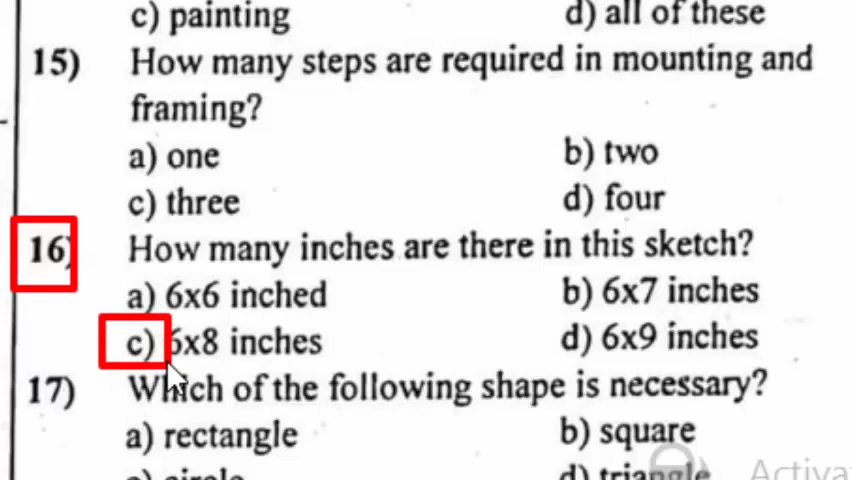 c) painting d) all of these
15) How many steps are required in mounting and
framing?
a) one b) two
c) three d) four
16) How many inches are there in this sketch?
a) 6x6 inched b) 6x7 inches
c) 6x8 inches d) 6x9 inches
17) Which of the following shape is necessary?
a) rectangle b) square
c) circle d) triangle